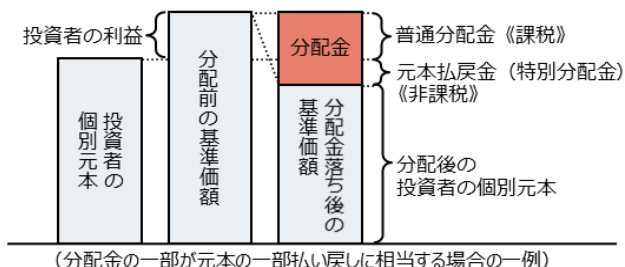 投資者の利益
分配金
普通分配金《課税》
元本払戻金（特別分配金）
《非課税》
投資者の
個別元本
分配前の基準価額
分配金落ち後の
基準価額
分配後の
投資者の個別元本
（分配金の一部が元本の一部払い戻しに相当する場合の一例）